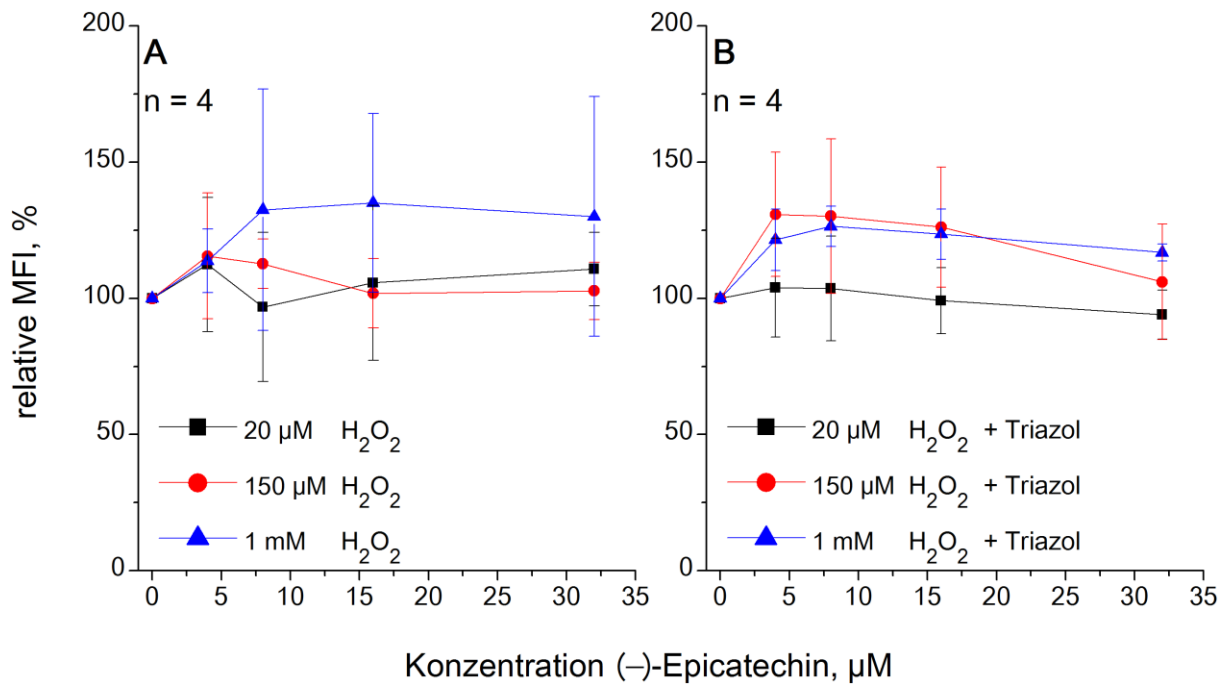 A
n = 4
200
150
100
50
0
0 5 10 15 20 25 30 35
20 µM H₂O₂
150 µM H₂O₂
1 mM H₂O₂
B
n = 4
200
150
100
50
0
0 5 10 15 20 25 30 35
20 µM H₂O₂ + Triazol
150 µM H₂O₂ + Triazol
1 mM H₂O₂ + Triazol
relative MFI, %
Konzentration (–)-Epicatechin, µM